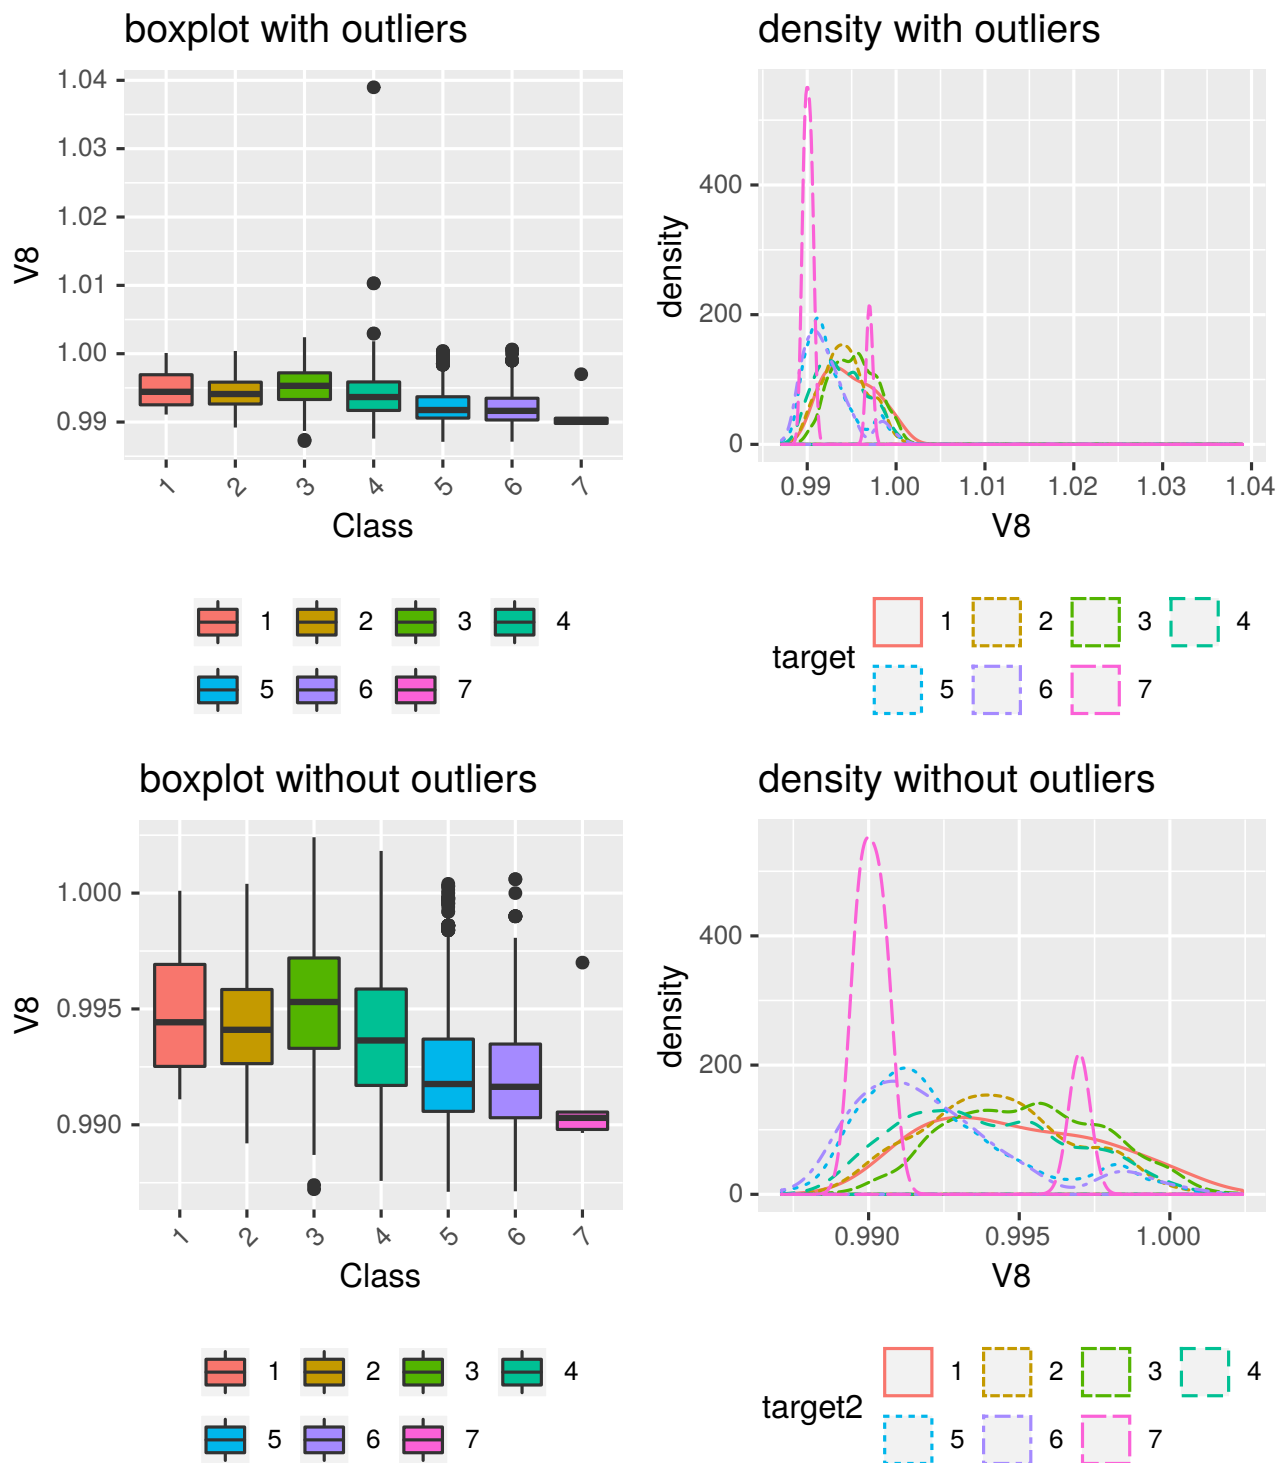 boxplot with outliers
1.04
1.03
1.02
1.01
1.00
0.99
V8
1 2 3 4 5 6 7
Class
1 2 3 4
5 6 7
density with outliers
400
200
0
density
0.99 1.00 1.01 1.02 1.03 1.04
V8
target
1 2 3 4
5 6 7
boxplot without outliers
1.000
0.995
0.990
V8
1 2 3 4 5 6 7
Class
1 2 3 4
5 6 7
density without outliers
400
200
0
density
0.990 0.995 1.000
V8
target2
1 2 3 4
5 6 7